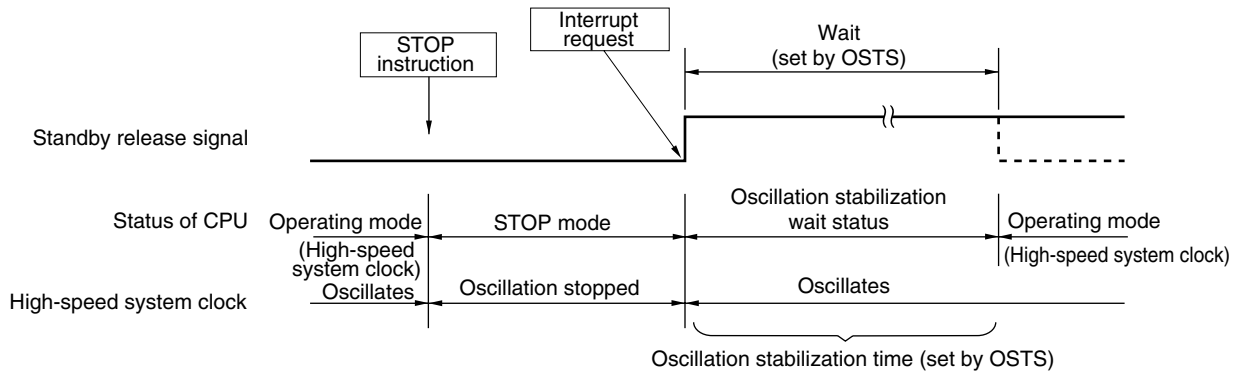 Interrupt
request
STOP
instruction
Wait
(set by OSTS)
Standby release signal
Status of CPU
Operating mode
(High-speed
system clock)
STOP mode
Oscillation stabilization
wait status
Operating mode
(High-speed system clock)
High-speed system clock
Oscillates
Oscillation stopped
Oscillates
Oscillation stabilization time (set by OSTS)